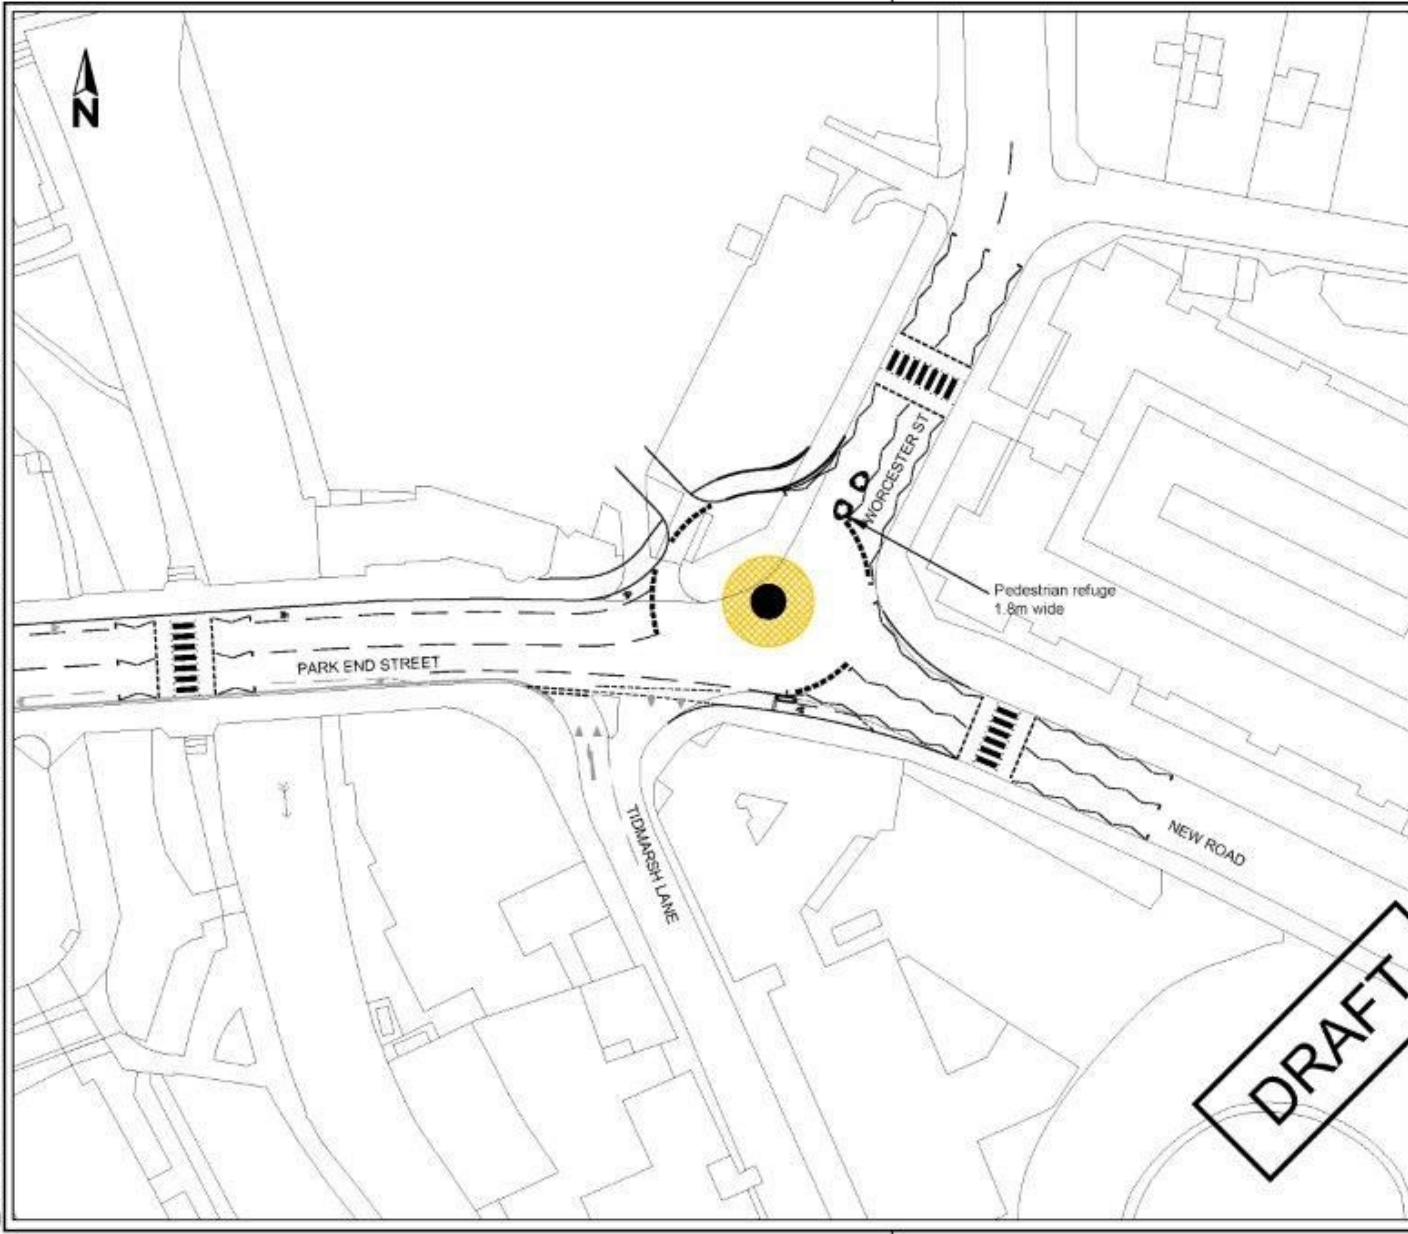 N
WORCESTER ST
Pedestrian refuge
1.8m wide
PARK END STREET
TIDMARSH LANE
NEW ROAD
DRAFT